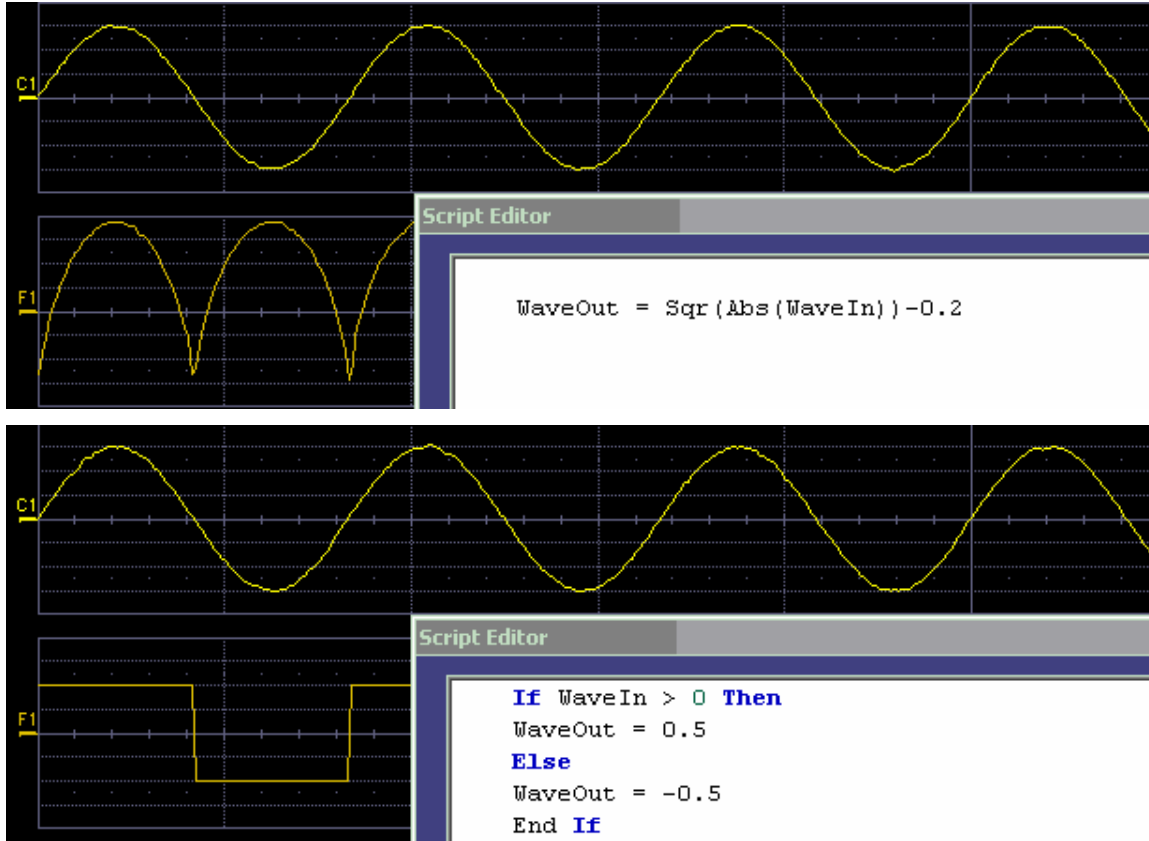 C1
F1
Script Editor
WaveOut = Sqr(Abs(WaveIn))-0.2
C1
F1
Script Editor
If WaveIn > 0 Then
WaveOut = 0.5
Else
WaveOut = -0.5
End If